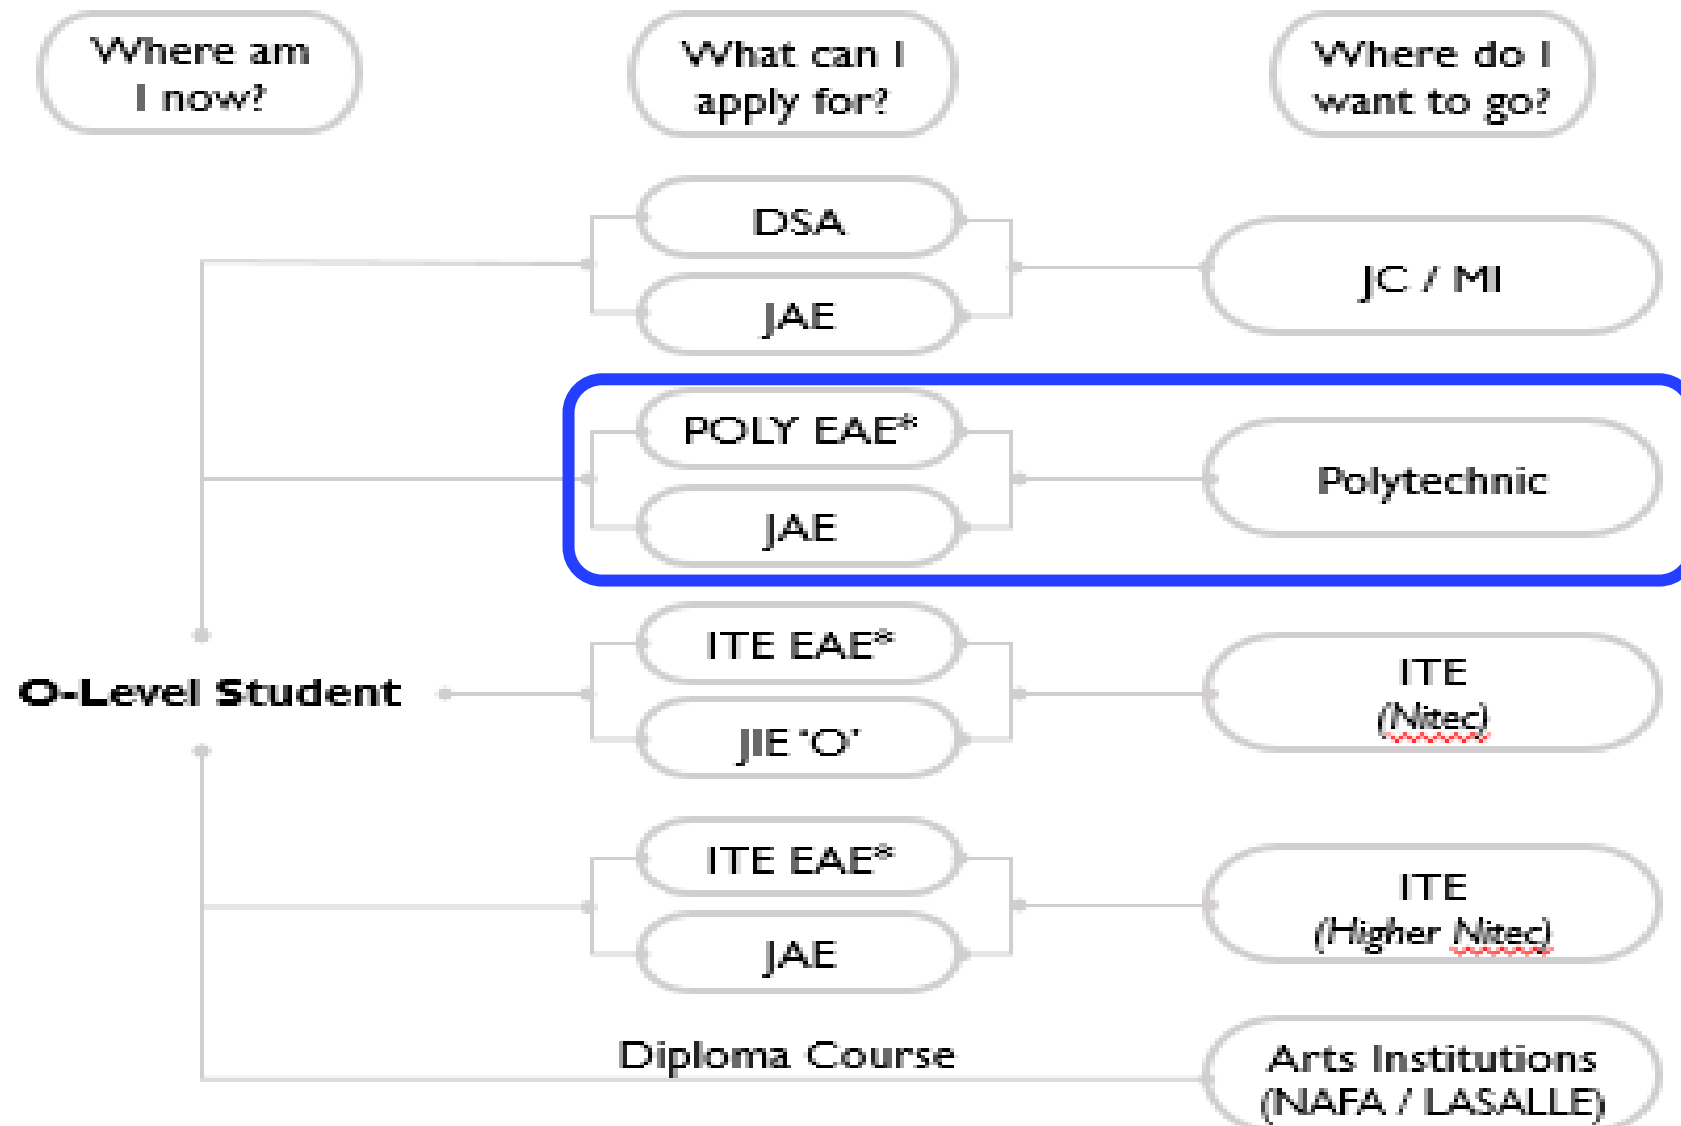 Where am
I now?
What can I
apply for?
Where do I
want to go?
DSA
JAE
JC / MI
POLY EAE*
JAE
Polytechnic
O-Level Student
ITE EAE*
JIE 'O'
ITE
(Nitec)
ITE EAE*
JAE
ITE
(Higher Nitec)
Diploma Course
Arts Institutions
(NAFA / LASALLE)